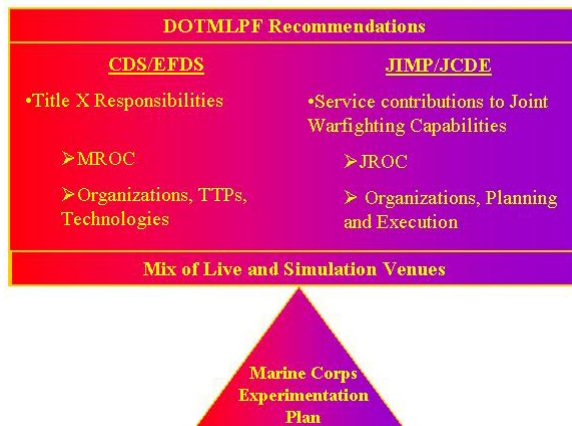 DOTMLPF Recommendations
CDS/EFDS
•Title X Responsibilities
➢MROC
➢Organizations, TTPs,
Technologies
JIMP/JCDE
•Service contributions to Joint
Warfighting Capabilities
➢JROC
➢ Organizations, Planning
and Execution
Mix of Live and Simulation Venues
Marine Corps
Experimentation
Plan